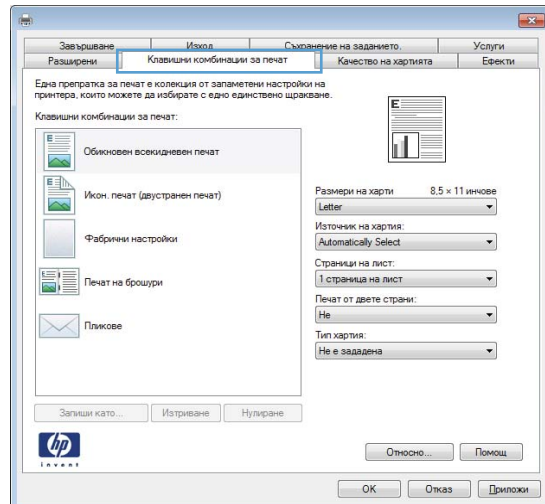 Завършване Изход Съхранение на заданието. Услуги
Разширени Клавишни комбинации за печат Качество на хартията Ефекти
Една препратка за печат е колекция от запаметени настройки на
принтера, които можете да избирате с едно единствено щракване.
Клавишни комбинации за печат:
Обикновен всекидневен печат
Икон. печат (двустранен печат)
Фабрични настройки
Печат на брошури
Пликове
Запиши като... Изтриване Нулиране
E
Размери на харти 8,5 × 11 инчове
Letter
Източник на хартия:
Automatically Select
Страници на лист:
1 страница на лист
Печат от двете страни:
Не
Тип хартия:
Не е зададена
hp
invent
Относно... Помощ
OK Отказ Приложи